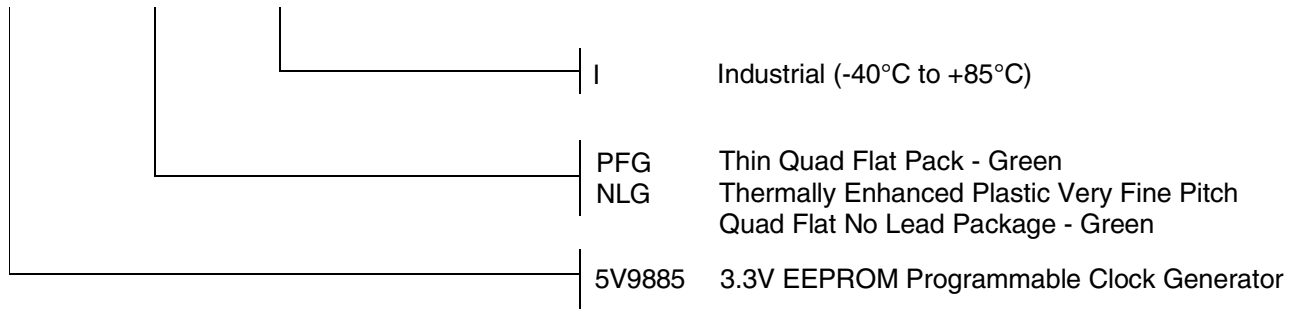 I Industrial (-40°C to +85°C)
PFG Thin Quad Flat Pack - Green
NLG Thermally Enhanced Plastic Very Fine Pitch
Quad Flat No Lead Package - Green
5V9885 3.3V EEPROM Programmable Clock Generator